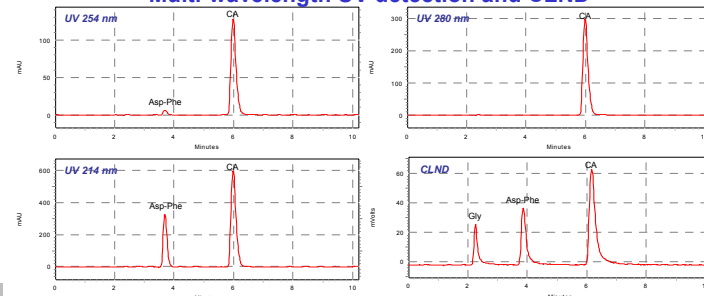 Multi-wavelength UV detection and CLND
UV 254 nm
CA
Asp-Phe
mAU
100
50
0
0 2 4 6 8 10
Minutes
UV 280 nm
CA
mAU
300
200
100
0
0 2 4 6 8 10
Minutes
UV 214 nm
CA
Asp-Phe
mAU
600
400
200
0
0 2 4 6 8 10
CLND
CA
Asp-Phe
Gly
mVolts
60
40
20
0
0 2 4 6 8
Minutes